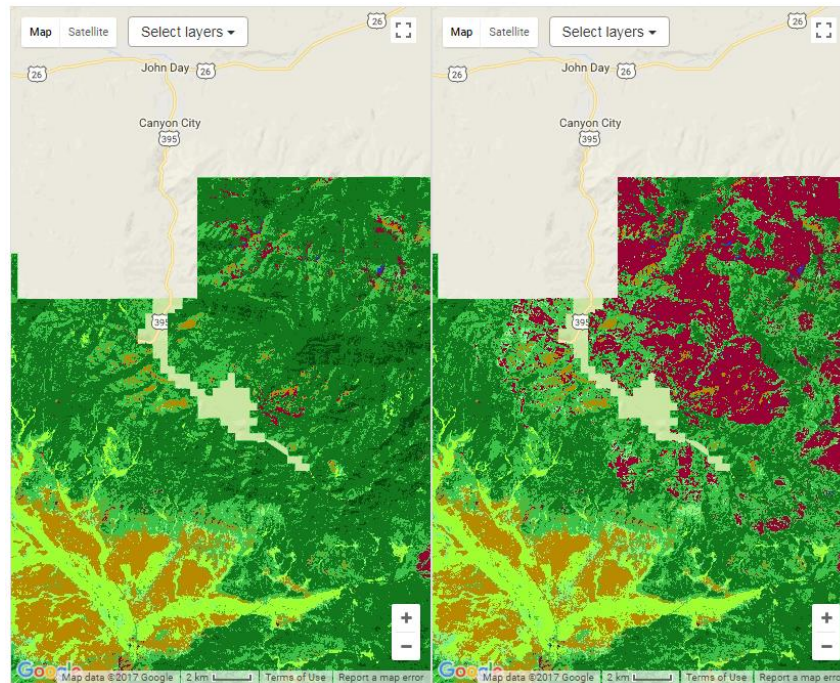 Map Satellite Select layers
26
John Day
26
26
Canyon City
395
395
Google
Map data ©2017 Google 2 km Terms of Use Report a map error
Map Satellite Select layers
26
John Day
26
26
Canyon City
395
395
Google
Map data ©2017 Google 2 km Terms of Use Report a map error